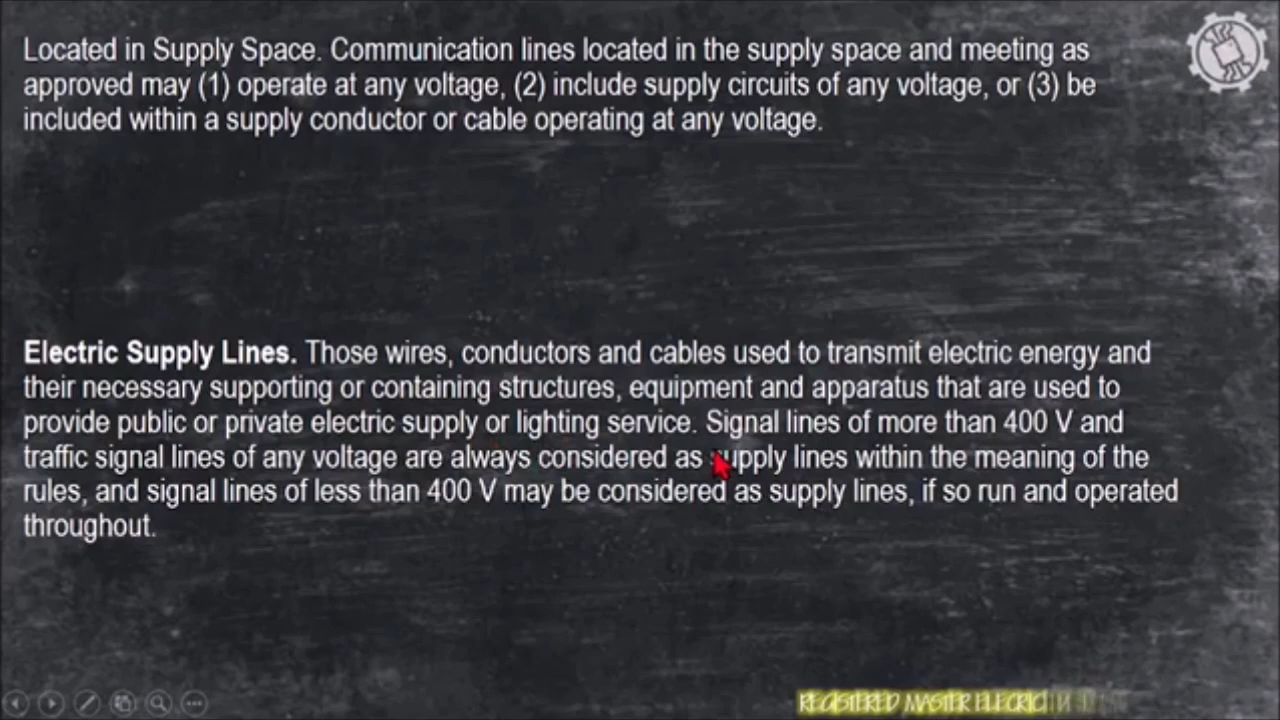 Located in Supply Space. Communication lines located in the supply space and meeting as
approved may (1) operate at any voltage, (2) include supply circuits of any voltage, or (3) be
included within a supply conductor or cable operating at any voltage.
Electric Supply Lines. Those wires, conductors and cables used to transmit electric energy and
their necessary supporting or containing structures, equipment and apparatus that are used to
provide public or private electric supply or lighting service. Signal lines of more than 400 V and
traffic signal lines of any voltage are always considered as supply lines within the meaning of the
rules, and signal lines of less than 400 V may be considered as supply lines, if so run and operated
throughout.
REGISTERED MASTER